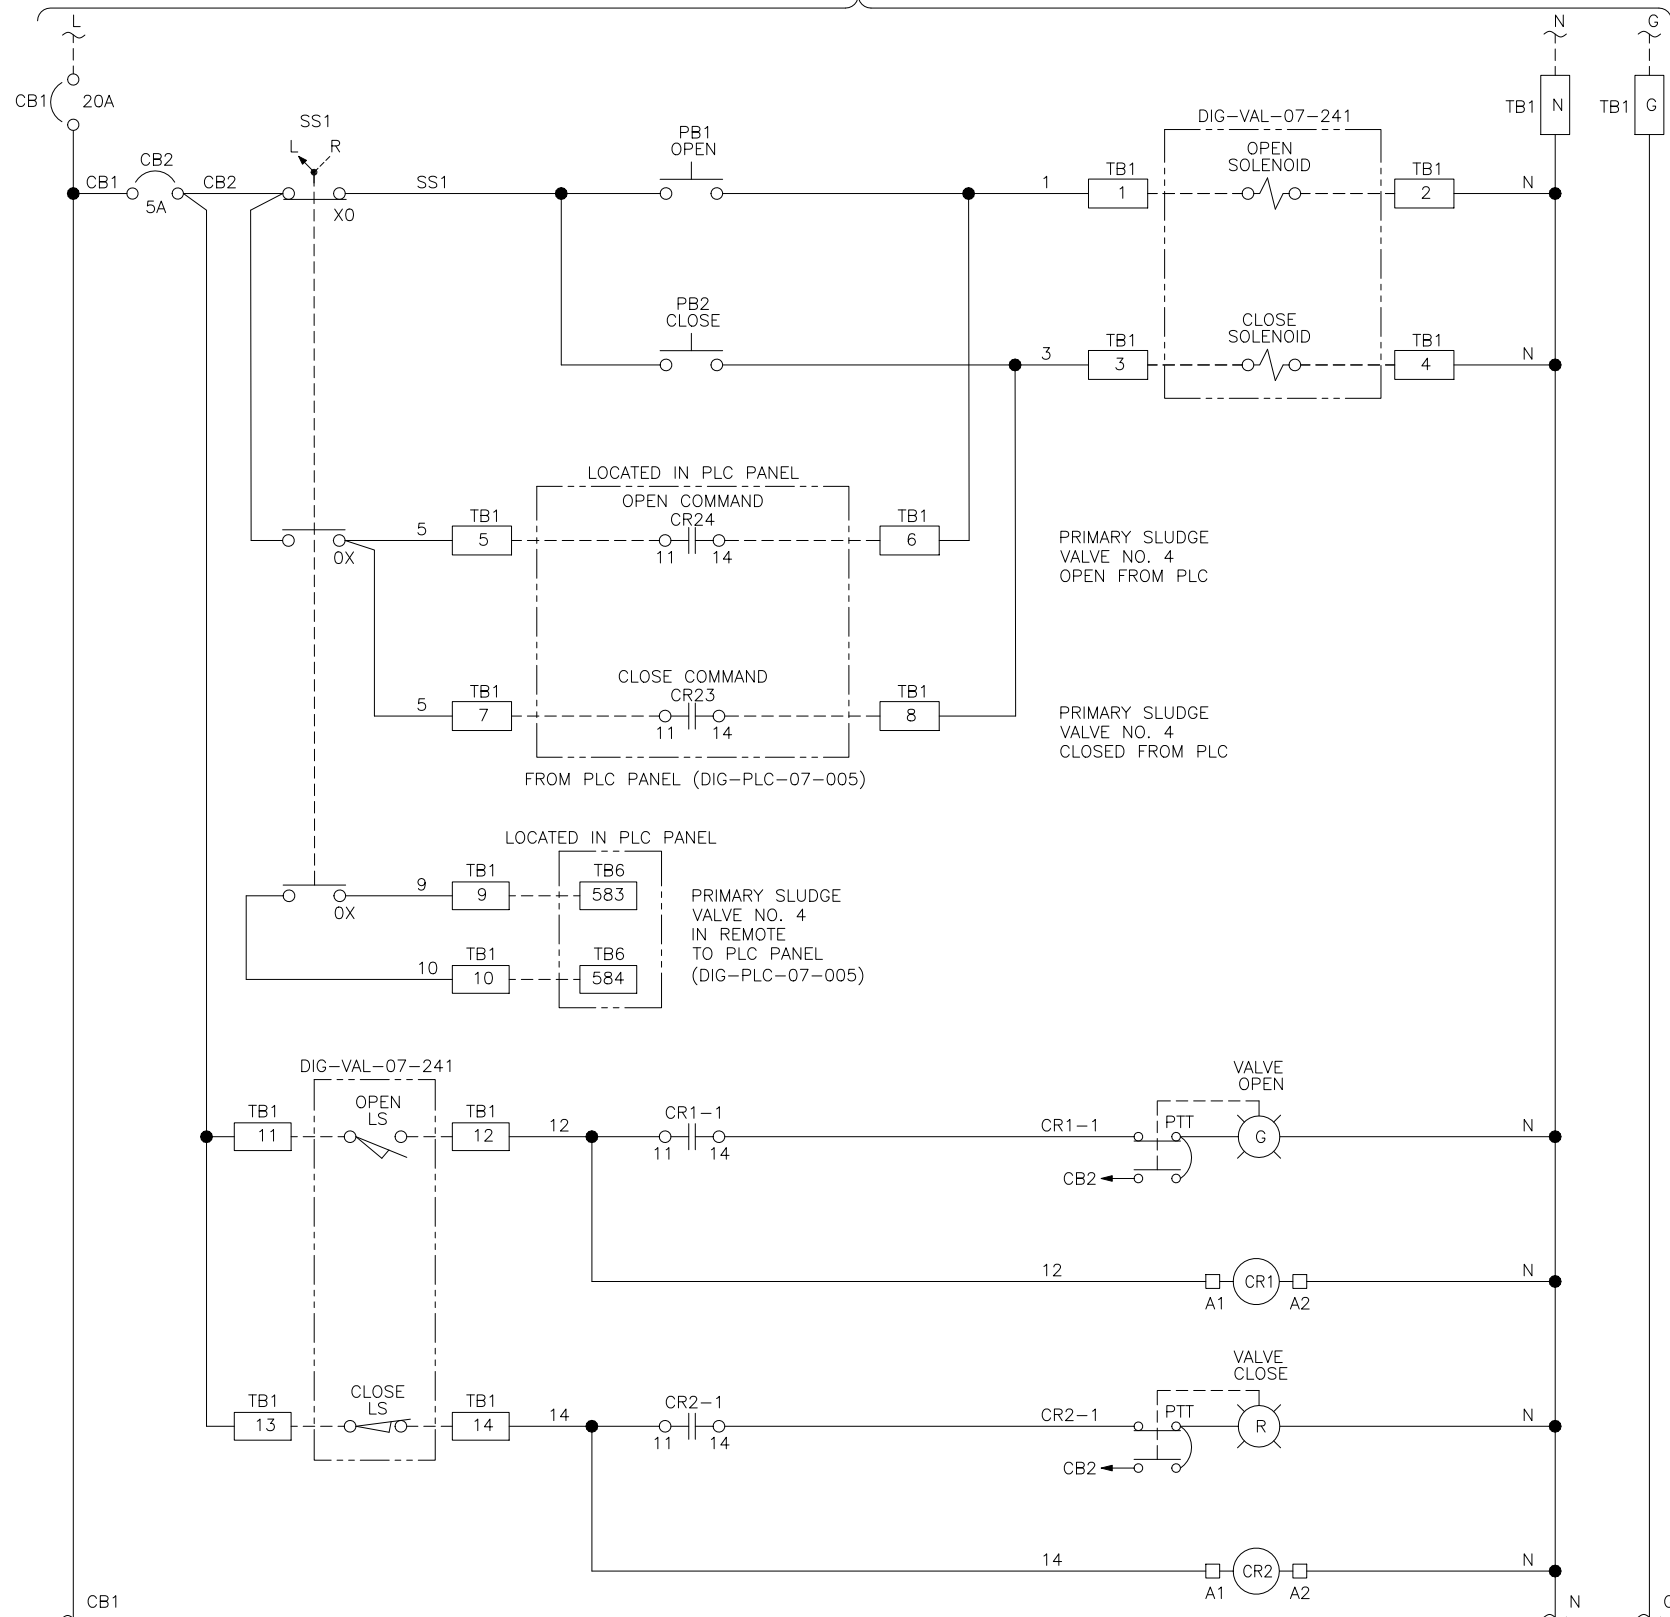 L
N
G
CB1
20A
TB1
N
TB1
G
SS1
L
R
CB1
CB2
5A
CB2
X0
SS1
PB1
OPEN
1
TB1
1
DIG-VAL-07-241
OPEN
SOLENOID
TB1
2
N
PB2
CLOSE
3
TB1
3
CLOSE
SOLENOID
TB1
4
N
LOCATED IN PLC PANEL
OPEN COMMAND
CR24
11
14
0X
5
TB1
5
TB1
6
PRIMARY SLUDGE
VALVE NO. 4
OPEN FROM PLC
CLOSE COMMAND
CR23
11
14
5
TB1
7
TB1
8
PRIMARY SLUDGE
VALVE NO. 4
CLOSED FROM PLC
FROM PLC PANEL (DIG-PLC-07-005)
LOCATED IN PLC PANEL
0X
9
TB1
9
TB6
583
10
TB1
10
TB6
584
PRIMARY SLUDGE
VALVE NO. 4
IN REMOTE
TO PLC PANEL
(DIG-PLC-07-005)
DIG-VAL-07-241
TB1
11
OPEN
LS
TB1
12
12
CR1-1
11
14
CR1-1
PTT
CB2
VALVE
OPEN
G
N
12
A1
CR1
A2
N
TB1
13
CLOSE
LS
TB1
14
14
CR2-1
11
14
CR2-1
PTT
CB2
VALVE
CLOSE
R
N
14
A1
CR2
A2
N
CB1
N